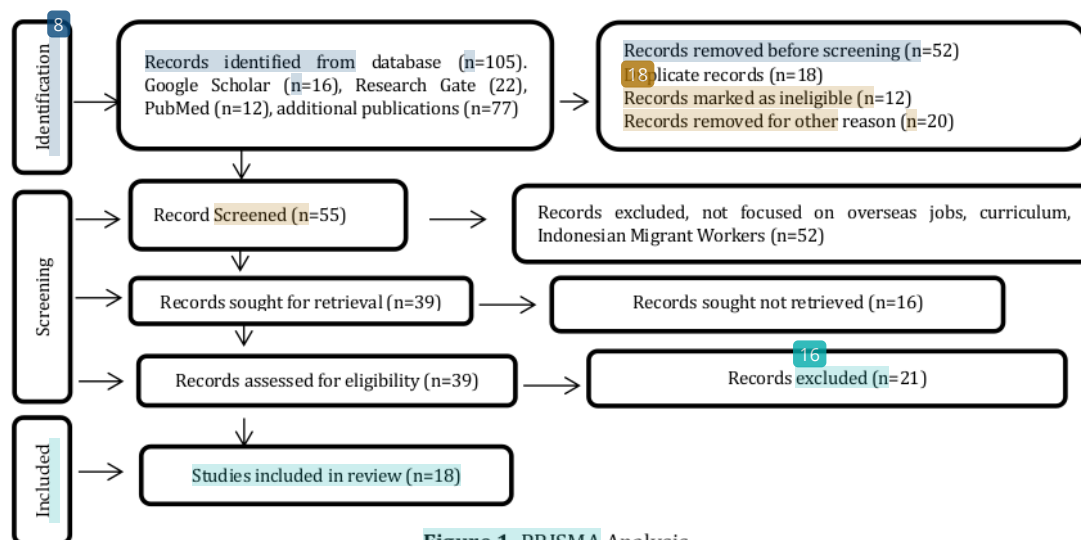 8
Identification
Records identified from database (n=105).
Google Scholar (n=16), Research Gate (22),
PubMed (n=12), additional publications (n=77)
Records removed before screening (n=52)
18
records (n=18)
Records marked as ineligible (n=12)
Records removed for other reason (n=20)
Screening
Record Screened (n=55)
Records excluded, not focused on overseas jobs, curriculum,
Indonesian Migrant Workers (n=52)
Records sought for retrieval (n=39)
Records sought not retrieved (n=16)
Records assessed for eligibility (n=39)
16
Records excluded (n=21)
Included
Studies included in review (n=18)
Figure 1. PRISMA Analysis